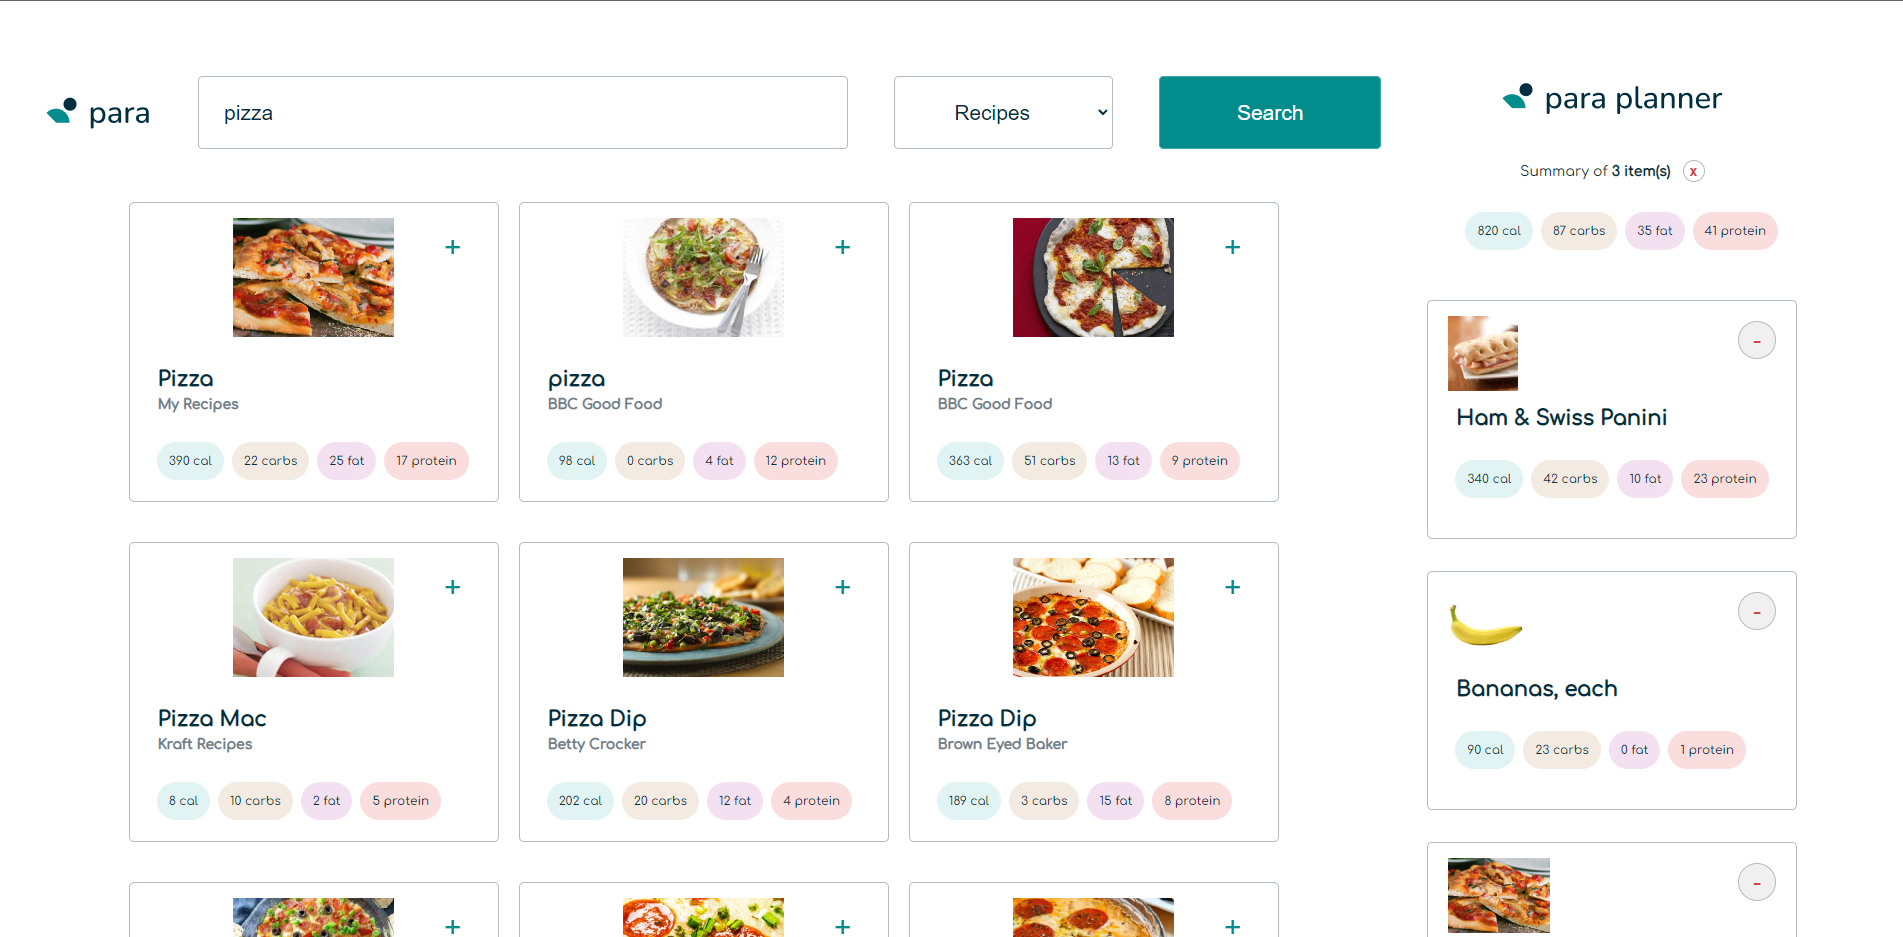 para
pizza
Recipes
Search
+
+
+
Pizza
My Recipes
390 cal 22 carbs 25 fat 17 protein
pizza
BBC Good Food
98 cal 0 carbs 4 fat 12 protein
Pizza
BBC Good Food
363 cal 51 carbs 13 fat 9 protein
+
+
+
Pizza Mac
Kraft Recipes
8 cal 10 carbs 2 fat 5 protein
Pizza Dip
Betty Crocker
202 cal 20 carbs 12 fat 4 protein
Pizza Dip
Brown Eyed Baker
189 cal 3 carbs 15 fat 8 protein
+
+
+
para planner
Summary of 3 item(s) x
820 cal 87 carbs 35 fat 41 protein
-
Ham & Swiss Panini
340 cal 42 carbs 10 fat 23 protein
-
Bananas, each
90 cal 23 carbs 0 fat 1 protein
-